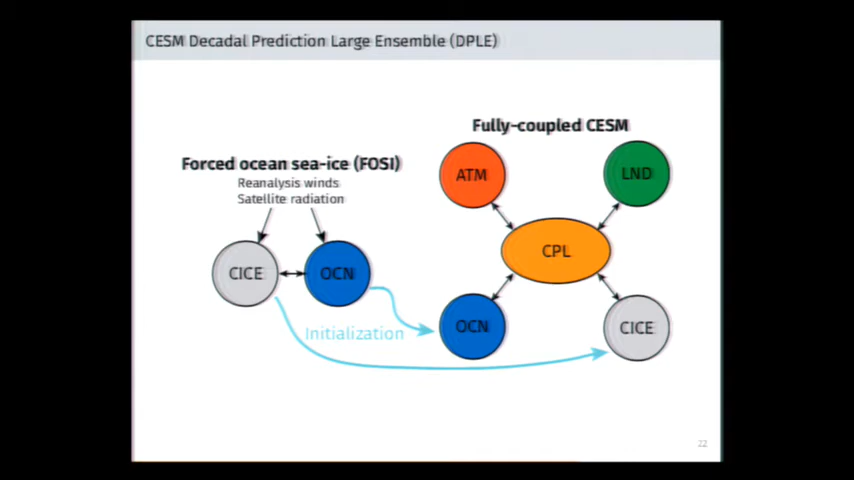 CESM Decadal Prediction Large Ensemble (DPLE)
Fully-coupled CESM
Forced ocean sea-ice (FOSI)
Reanalysis winds
Satellite radiation
ATM
LND
CPL
CICE
OCN
Initialization
OCN
CICE
22